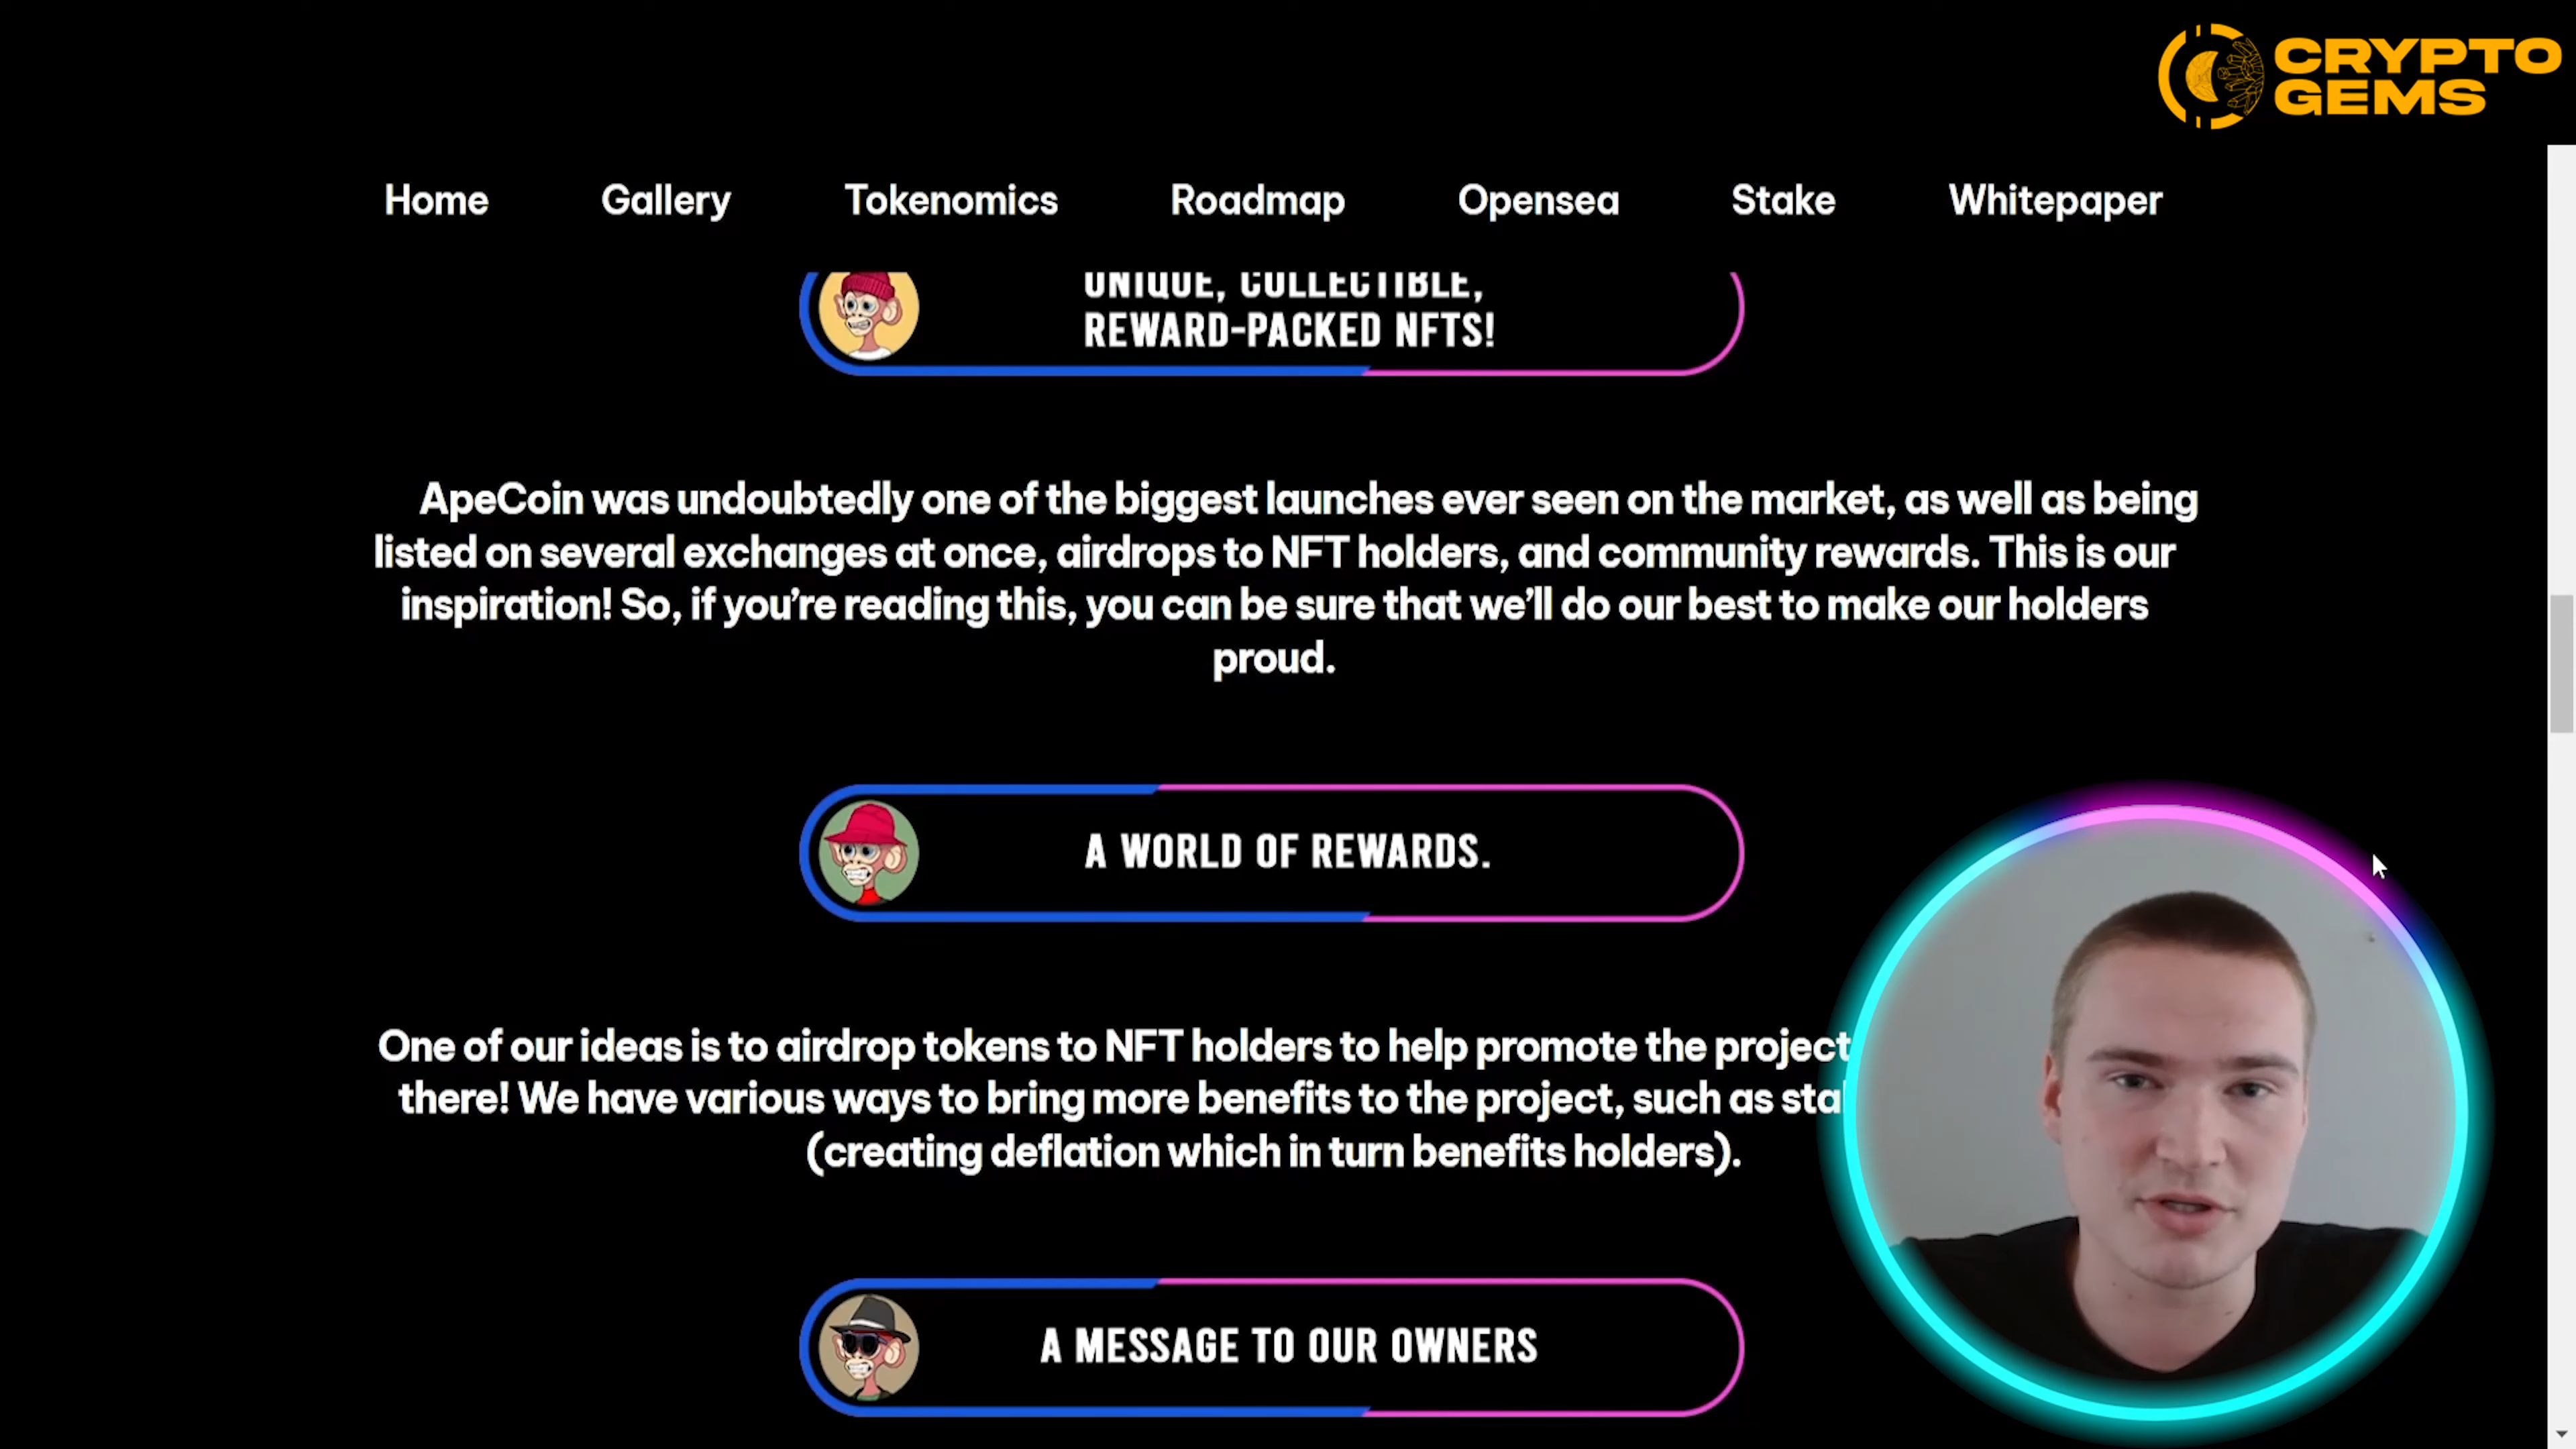 CRYPTO
GEMS
Home Gallery Tokenomics Roadmap Opensea Stake Whitepaper
UNIQUE, COLLECTIBLE,
REWARD-PACKED NFTS!
ApeCoin was undoubtedly one of the biggest launches ever seen on the market, as well as being
listed on several exchanges at once, airdrops to NFT holders, and community rewards. This is our
inspiration! So, if you’re reading this, you can be sure that we’ll do our best to make our holders
proud.
A WORLD OF REWARDS.
One of our ideas is to airdrop tokens to NFT holders to help promote the project
there! We have various ways to bring more benefits to the project, such as
(creating deflation which in turn benefits holders).
A MESSAGE TO OUR OWNERS